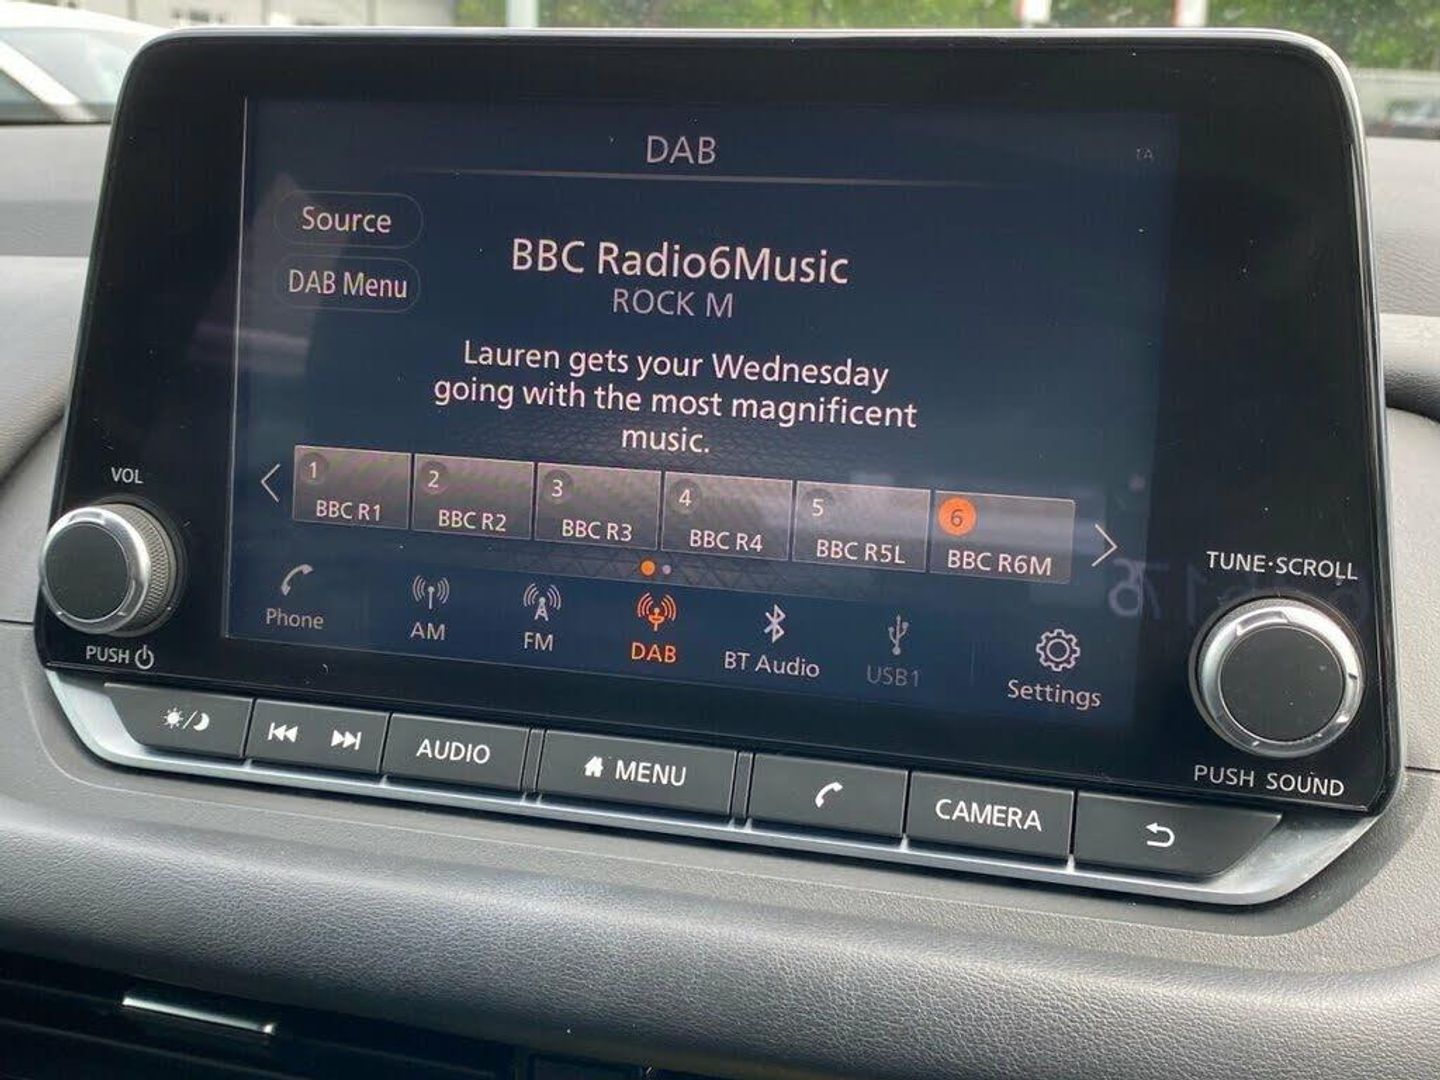 DAB
TA
Source
BBC Radio6Music
DAB Menu
ROCK M
Lauren gets your Wednesday
going with the most magnificent
music.
1 2 3 4 5 6
BBC R1 BBC R2 BBC R3 BBC R4 BBC R5L BBC R6M
Phone AM FM DAB BT Audio USB1 Settings
VOL
PUSH
TUNE·SCROLL
PUSH SOUND
AUDIO MENU CAMERA